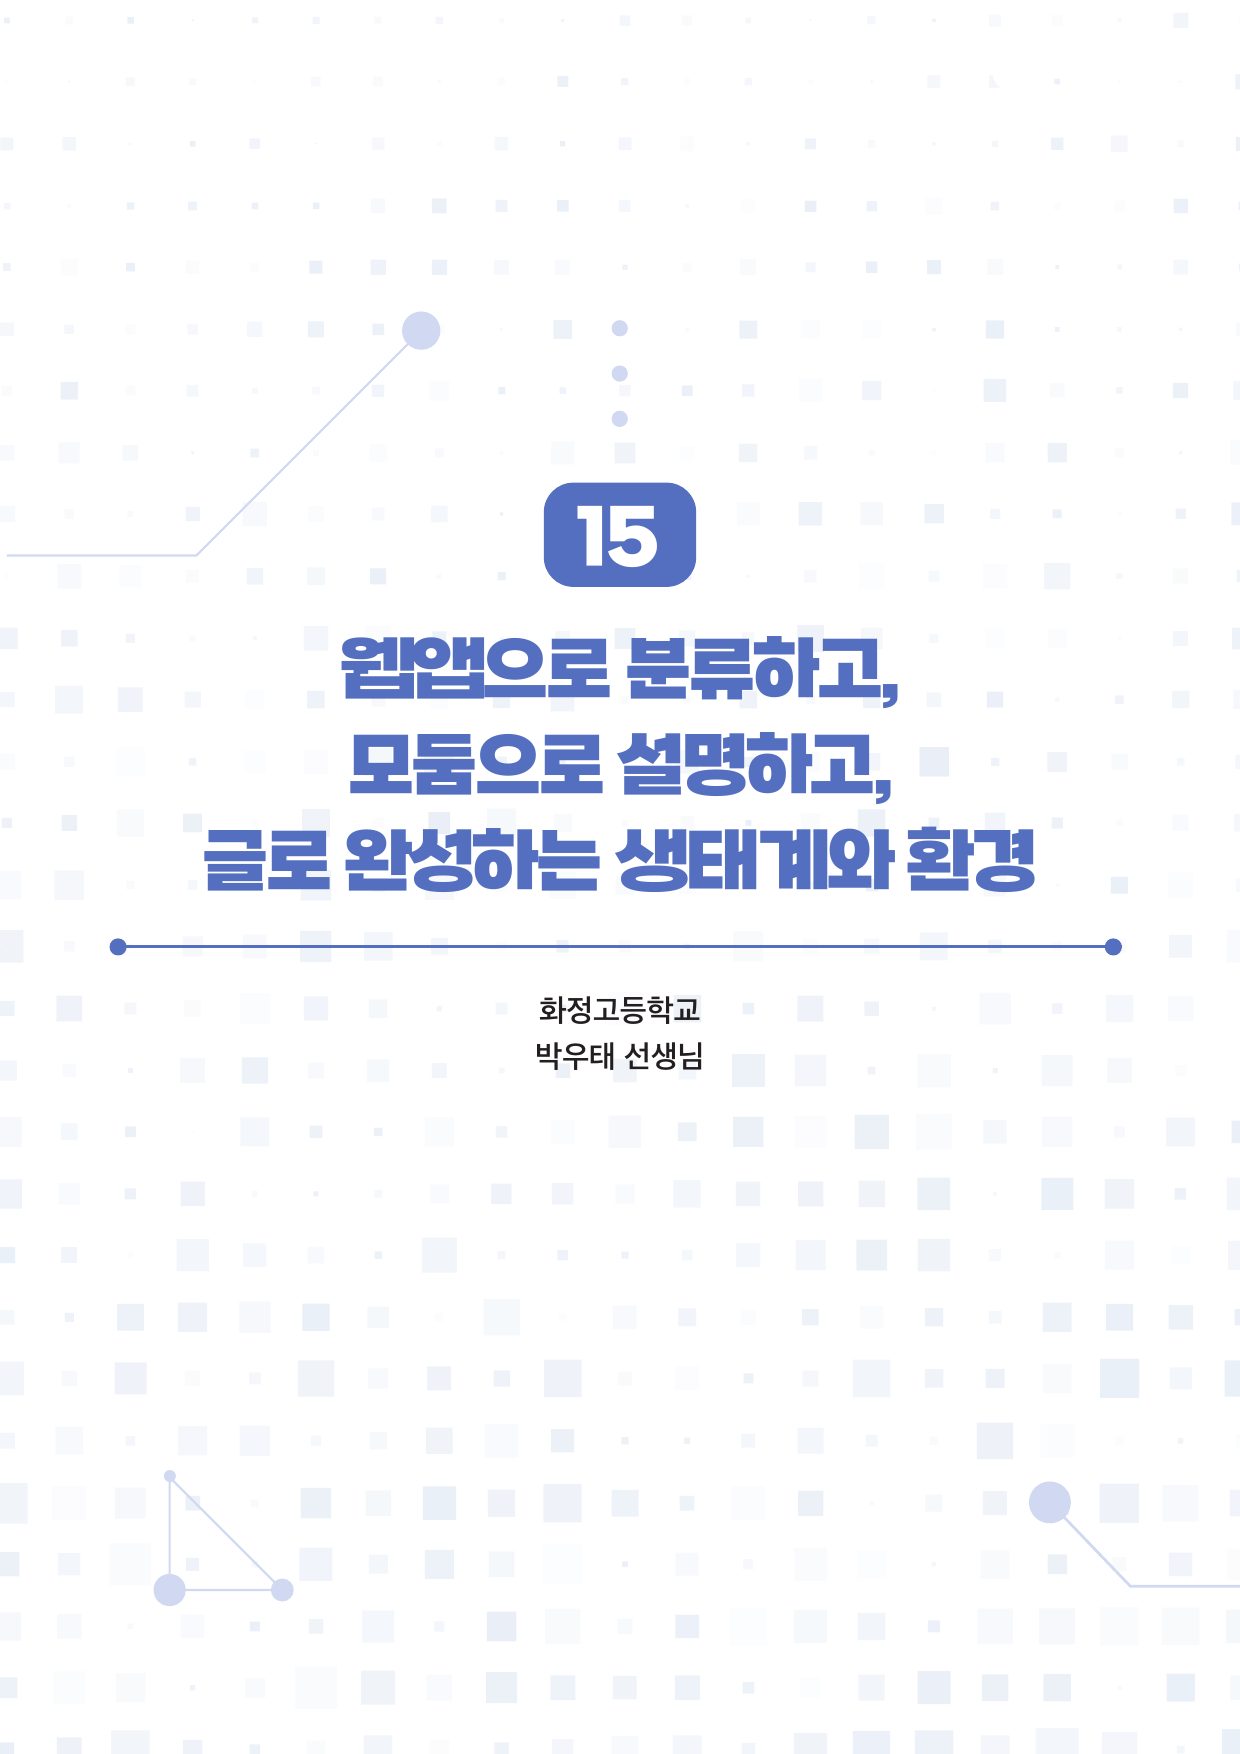 15
웹앱으로 분류하고,
모둠으로 설명하고,
글로 완성하는 생태계와 환경
화정고등학교
박우태 선생님